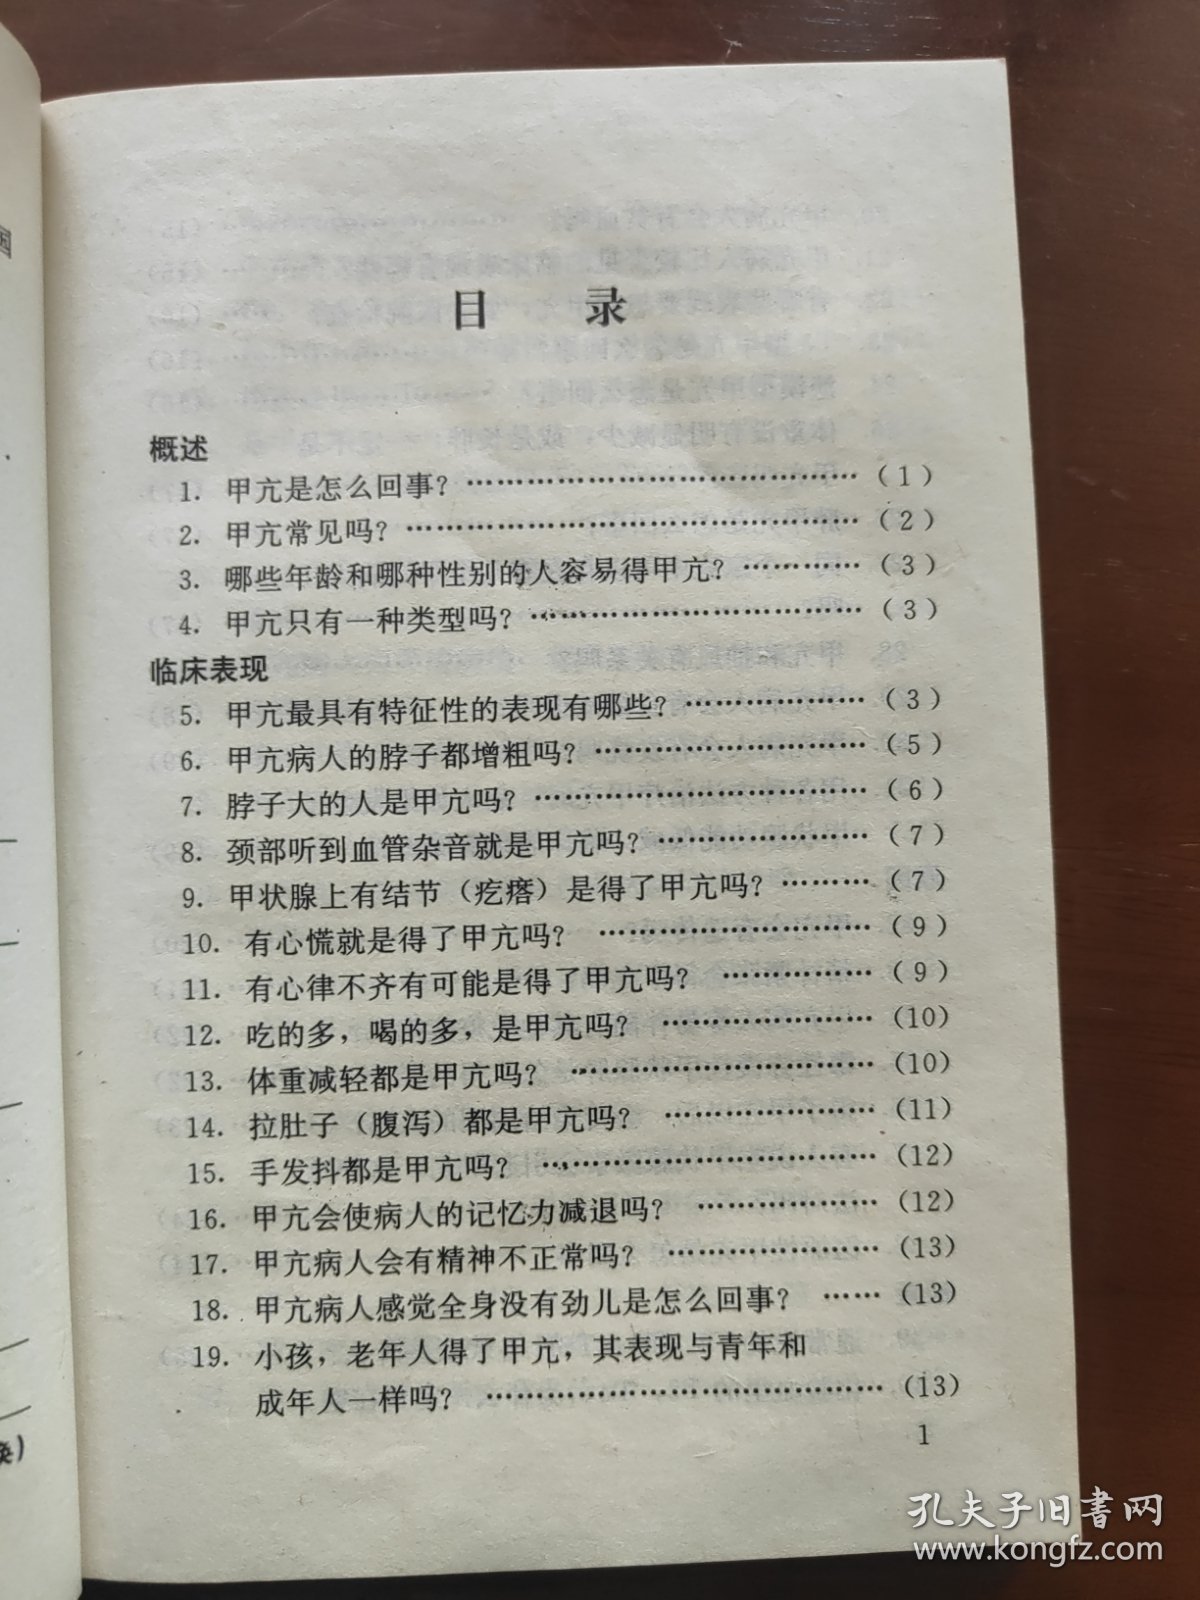 目 录
概述
1. 甲亢是怎么回事？……………………………………（1）
2. 甲亢常见吗？…………………………………………（2）
3. 哪些年龄和哪种性别的人容易得甲亢？…………（3）
4. 甲亢只有一种类型吗？………………………………（3）
临床表现
5. 甲亢最具有特征性的表现有哪些？………………（3）
6. 甲亢病人的脖子都增粗吗？………………………（5）
7. 脖子大的人是甲亢吗？………………………………（6）
8. 颈部听到血管杂音就是甲亢吗？…………………（7）
9. 甲状腺上有结节（疙瘩）是得了甲亢吗？………（7）
10. 有心慌就是得了甲亢吗？…………………………（9）
11. 有心律不齐有可能是得了甲亢吗？……………（9）
12. 吃的多，喝的多，是甲亢吗？……………………（10）
13. 体重减轻都是甲亢吗？……………………………（10）
14. 拉肚子（腹泻）都是甲亢吗？……………………（11）
15. 手发抖都是甲亢吗？………………………………（12）
16. 甲亢会使病人的记忆力减退吗？…………………（12）
17. 甲亢病人会有精神不正常吗？……………………（13）
18. 甲亢病人感觉全身没有劲儿是怎么回事？……（13）
19. 小孩，老年人得了甲亢，其表现与青年和
成年人一样吗？……………………………………（13）
1
孔夫子旧书网
www.kongfz.com